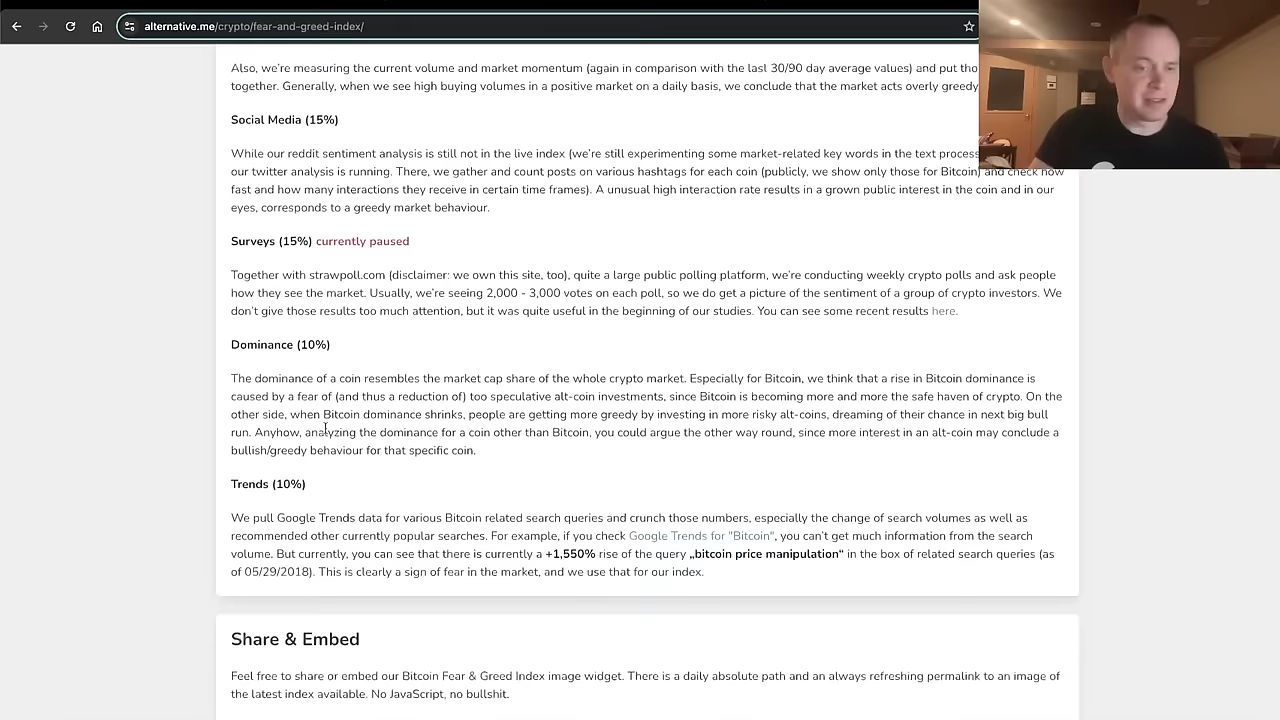 alternative.me/crypto/fear-and-greed-index/
Also, we're measuring the current volume and market momentum (again in comparison with the last 30/90 day average values) and put tho
together. Generally, when we see high buying volumes in a positive market on a daily basis, we conclude that the market acts overly greedy
Social Media (15%)
While our reddit sentiment analysis is still not in the live index (we're still experimenting some market-related key words in the text process
our twitter analysis is running. There, we gather and count posts on various hashtags for each coin (publicly, we show only those for Bitcoin) and check how
fast and how many interactions they receive in certain time frames). A unusual high interaction rate results in a grown public interest in the coin and in our
eyes, corresponds to a greedy market behaviour.
Surveys (15%) currently paused
Together with strawpoll.com (disclaimer: we own this site, too), quite a large public polling platform, we're conducting weekly crypto polls and ask people
how they see the market. Usually, we're seeing 2,000 - 3,000 votes on each poll, so we do get a picture of the sentiment of a group of crypto investors. We
don't give those results too much attention, but it was quite useful in the beginning of our studies. You can see some recent results here.
Dominance (10%)
The dominance of a coin resembles the market cap share of the whole crypto market. Especially for Bitcoin, we think that a rise in Bitcoin dominance is
caused by a fear of (and thus a reduction of) too speculative alt-coin investments, since Bitcoin is becoming more and more the safe haven of crypto. On the
other side, when Bitcoin dominance shrinks, people are getting more greedy by investing in more risky alt-coins, dreaming of their chance in next big bull
run. Anyhow, analyzing the dominance for a coin other than Bitcoin, you could argue the other way round, since more interest in an alt-coin may conclude a
bullish/greedy behaviour for that specific coin.
Trends (10%)
We pull Google Trends data for various Bitcoin related search queries and crunch those numbers, especially the change of search volumes as well as
recommended other currently popular searches. For example, if you check Google Trends for "Bitcoin", you can't get much information from the search
volume. But currently, you can see that there is currently a +1,550% rise of the query „bitcoin price manipulation“ in the box of related search queries (as
of 05/29/2018). This is clearly a sign of fear in the market, and we use that for our index.
Share & Embed
Feel free to share or embed our Bitcoin Fear & Greed Index image widget. There is a daily absolute path and an always refreshing permalink to an image of
the latest index available. No JavaScript, no bullshit.